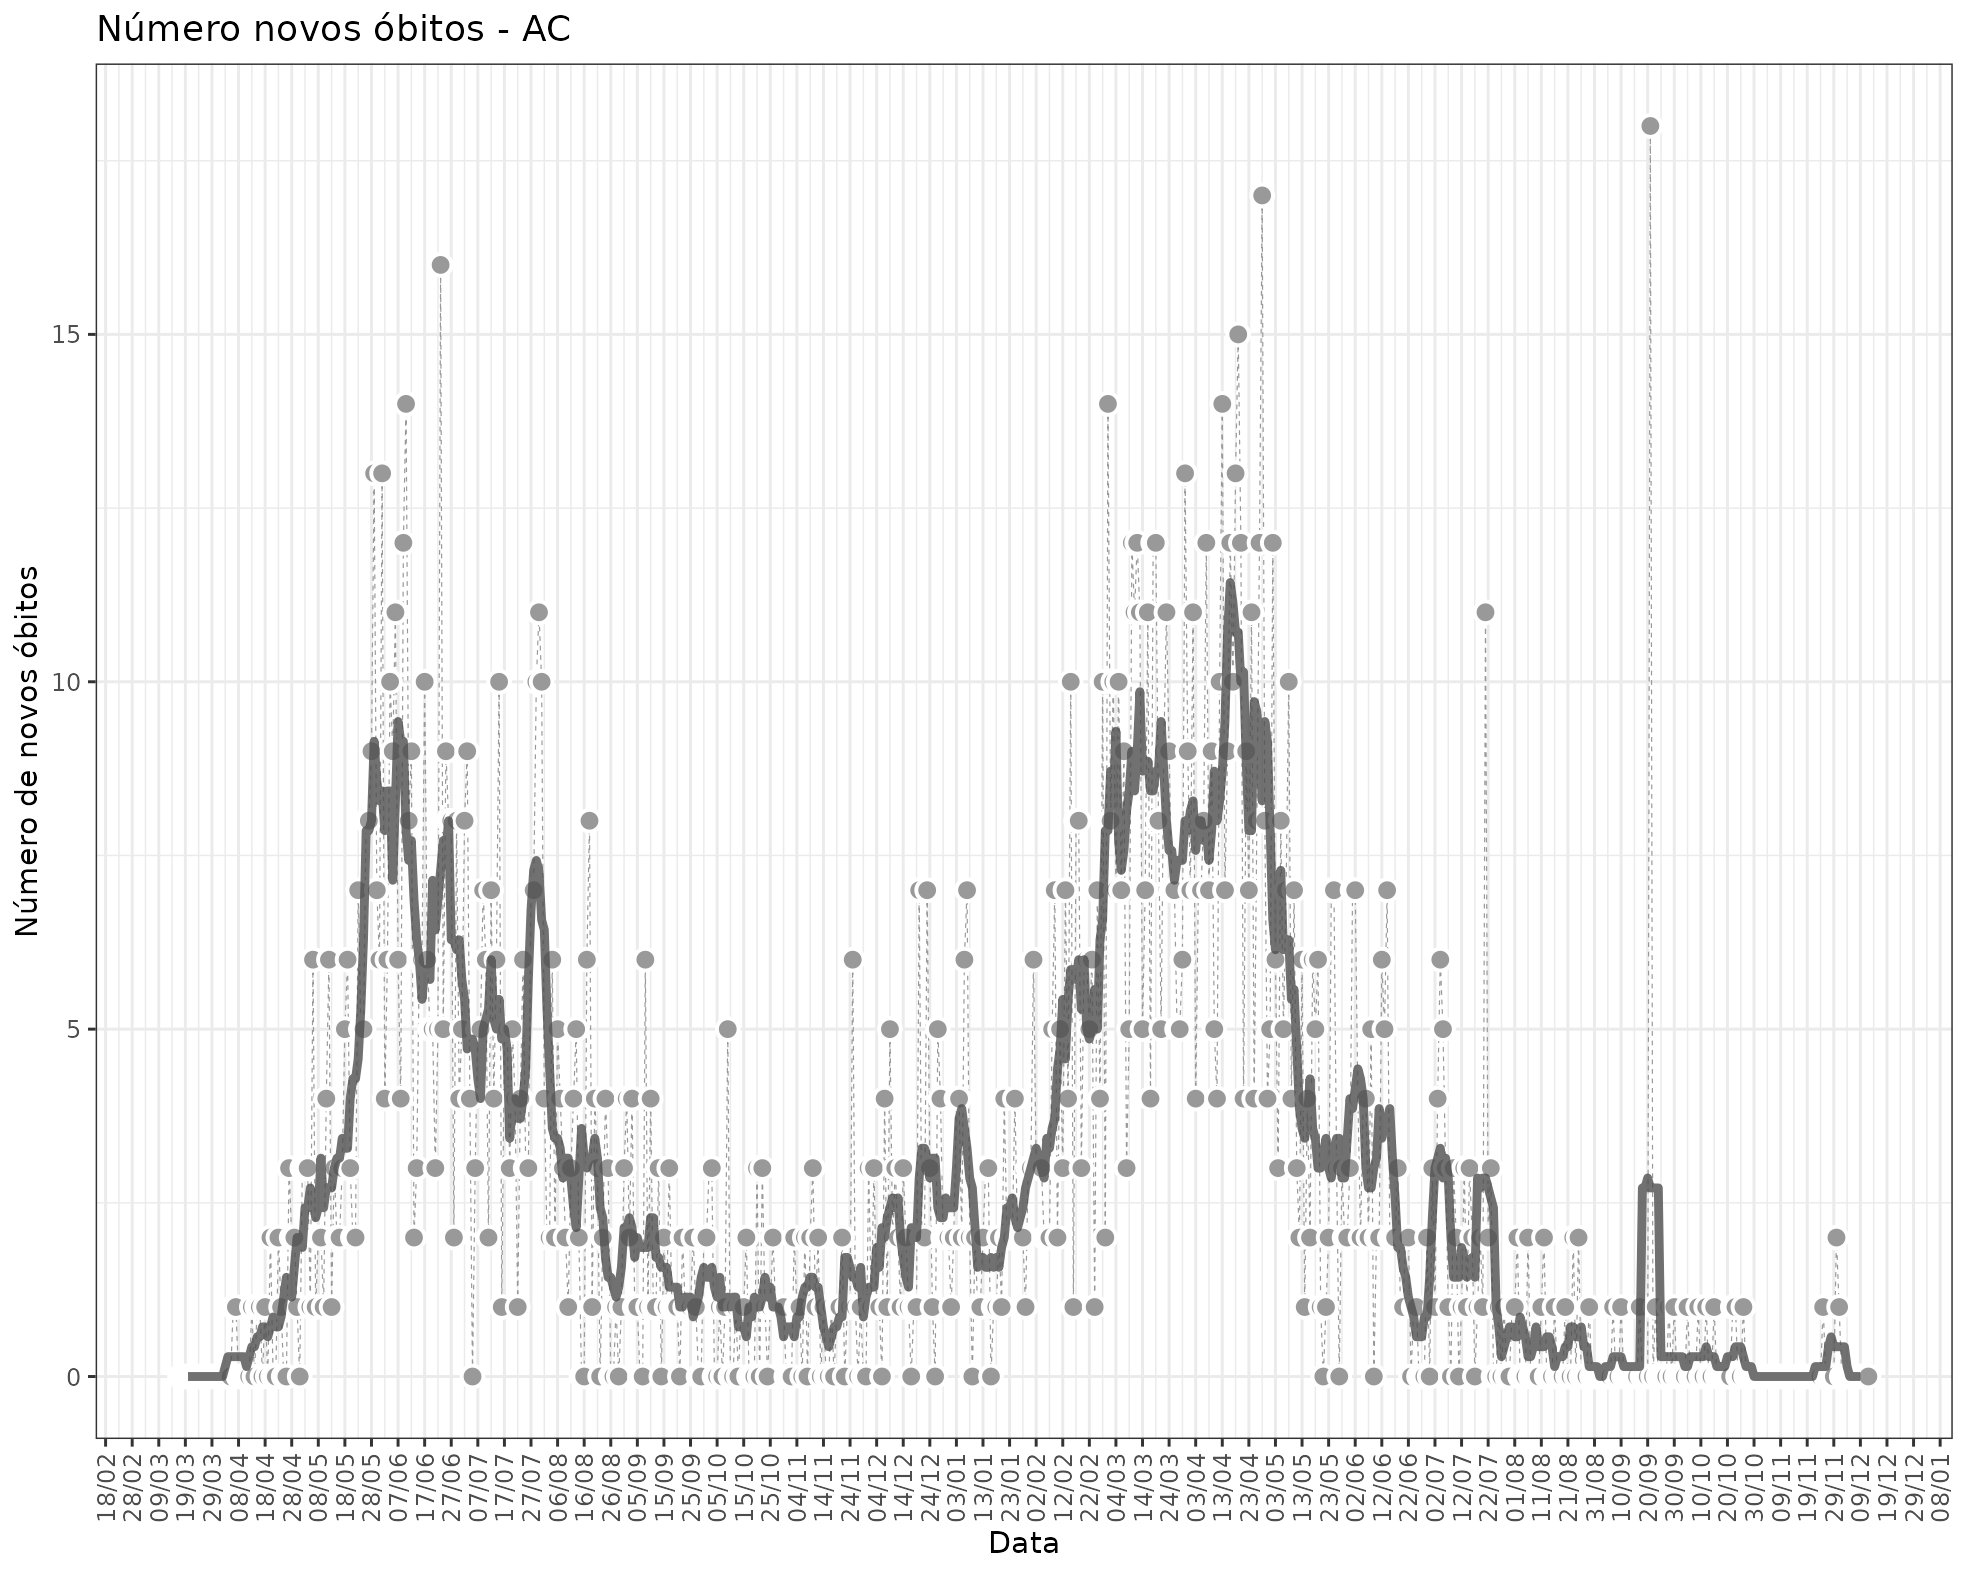 Número novos óbitos - AC
Número de novos óbitos
15
10
5
0
18/02 28/02 09/03 19/03 29/03 08/04 18/04 28/04 08/05 18/05 28/05 07/06 17/06 27/06 07/07 17/07 27/07 06/08 16/08 26/08 05/09 15/09 25/09 05/10 15/10 25/10 04/11 14/11 24/11 04/12 14/12 24/12 03/01 13/01 23/01 02/02 12/02 22/02 04/03 14/03 24/03 03/04 13/04 23/04 03/05 13/05 23/05 02/06 12/06 22/06 02/07 12/07 22/07 01/08 11/08 21/08 31/08 10/09 20/09 30/09 10/10 20/10 30/10 09/11 19/11 29/11 09/12 19/12 29/12 08/01
Data